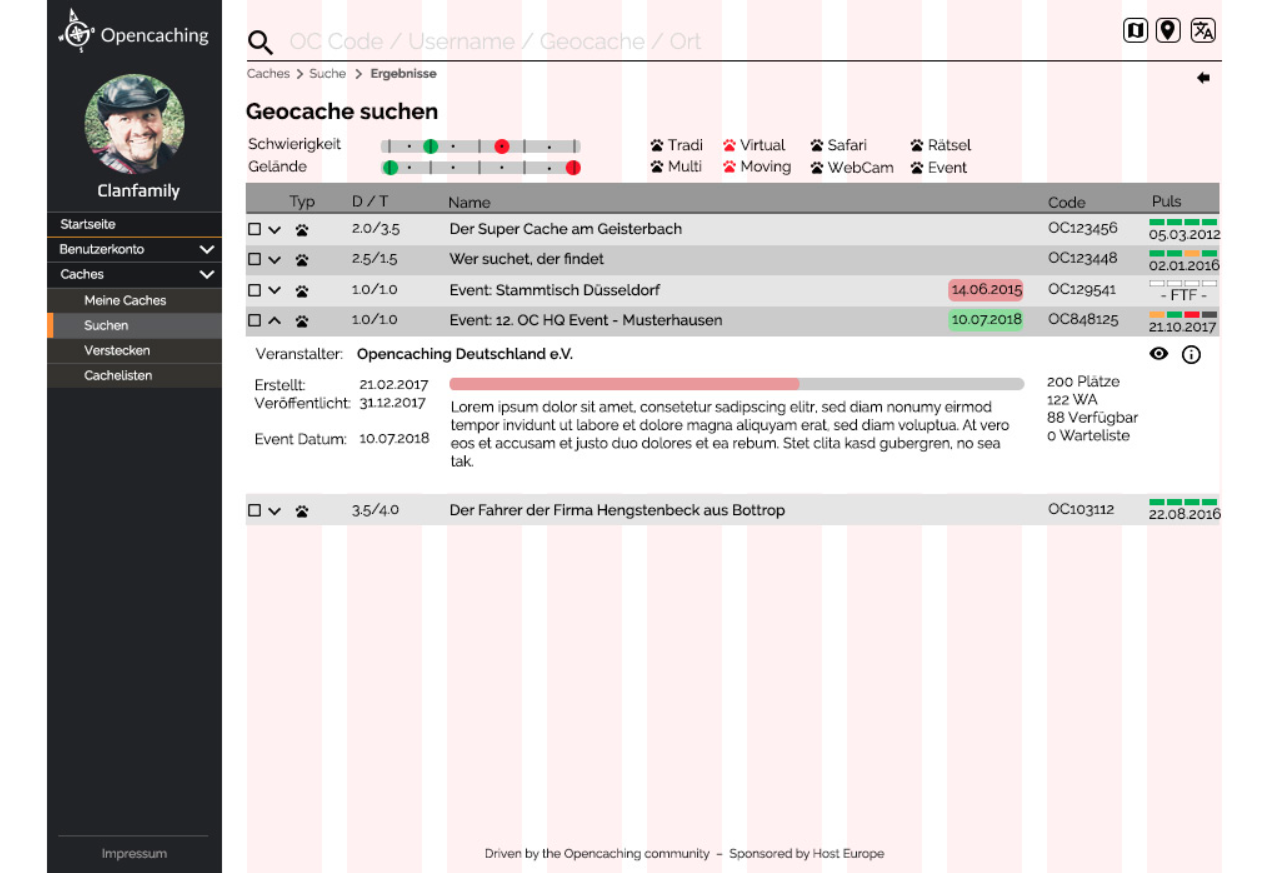 Opencaching
Clanfamily
Startseite
Benutzerkonto
Caches
Meine Caches
Suchen
Verstecken
Cachelisten
Impressum
OC Code / Username / Geocache / Ort
Caches > Suche > Ergebnisse
Geocache suchen
Schwierigkeit
Gelände
Tradi Virtual Safari Rätsel
Multi Moving WebCam Event
Typ D / T Name Code Puls
2.0/3.5 Der Super Cache am Geisterbach OC123456 05.03.2012
2.5/1.5 Wer suchet, der findet OC123448 02.01.2016
1.0/1.0 Event: Stammtisch Düsseldorf 14.06.2015 OC129541 - FTF -
1.0/1.0 Event: 12. OC HQ Event - Musterhausen 10.07.2018 OC848125 21.10.2017
Veranstalter: Opencaching Deutschland e.V.
Erstellt: 21.02.2017
Veröffentlicht: 31.12.2017
Event Datum: 10.07.2018
Lorem ipsum dolor sit amet, consetetur sadipscing elitr, sed diam nonumy eirmod
tempor invidunt ut labore et dolore magna aliquyam erat, sed diam voluptua. At vero
eos et accusam et justo duo dolores et ea rebum. Stet clita kasd gubergren, no sea
tak.
200 Plätze
122 WA
88 Verfügbar
0 Warteliste
3.5/4.0 Der Fahrer der Firma Hengstenbeck aus Bottrop OC103112 22.08.2016
Driven by the Opencaching community – Sponsored by Host Europe